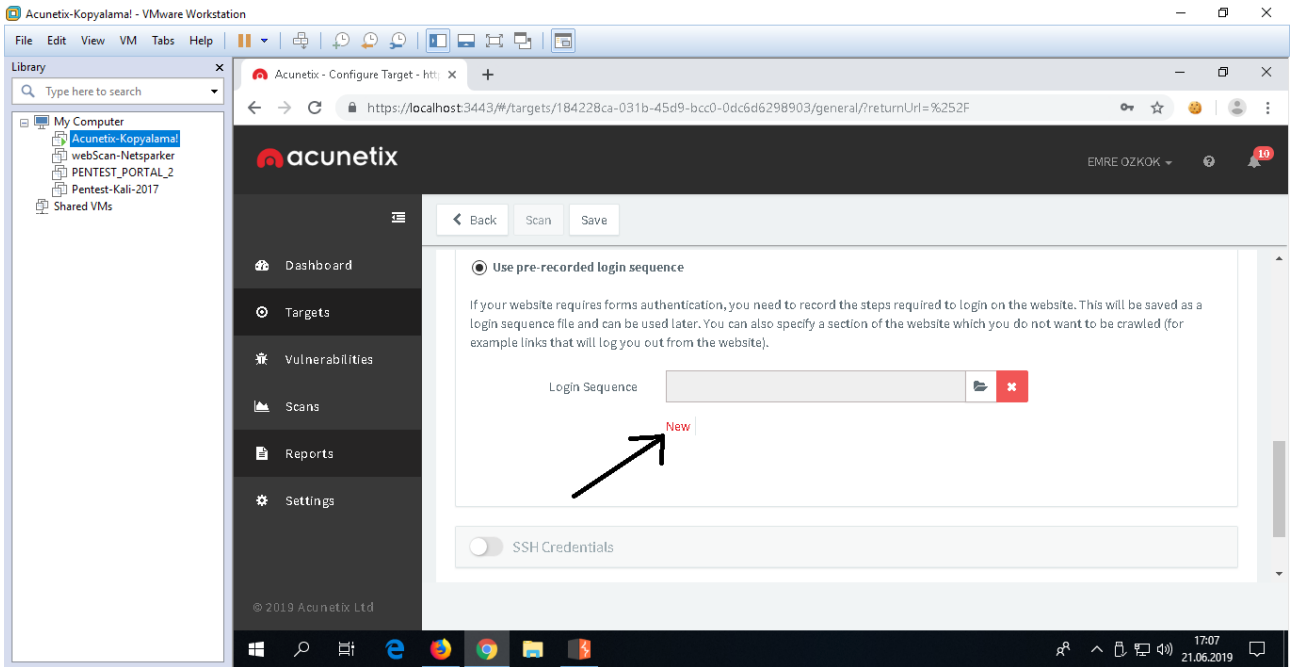 Acunetix-Kopyalama! - VMware Workstation
File Edit View VM Tabs Help
Library
Type here to search
My Computer
Acunetix-Kopyalama!
webScan-Netsparker
PENTEST_PORTAL_2
Pentest-Kali-2017
Shared VMs
Acunetix - Configure Target - htt
https://localhost:3443/#/targets/184228ca-031b-45d9-bcc0-0dc6d6298903/general/?returnUrl=%252F
acunetix
EMRE OZKOK
10
Back Scan Save
Dashboard
Targets
Vulnerabilities
Scans
Reports
Settings
© 2019 Acunetix Ltd
Use pre-recorded login sequence
If your website requires forms authentication, you need to record the steps required to login on the website. This will be saved as a
login sequence file and can be used later. You can also specify a section of the website which you do not want to be crawled (for
example links that will log you out from the website).
Login Sequence
New
SSH Credentials
17:07
21.06.2019